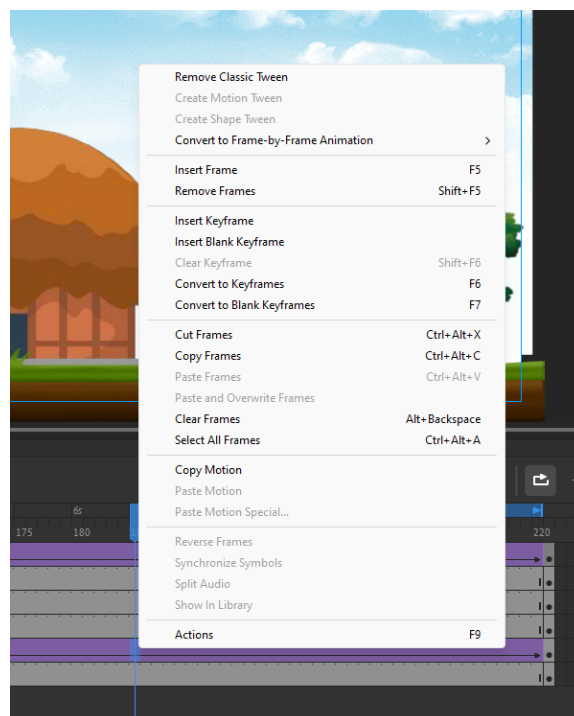 Remove Classic Tween
Create Motion Tween
Create Shape Tween
Convert to Frame-by-Frame Animation
Insert Frame F5
Remove Frames Shift+F5
Insert Keyframe
Insert Blank Keyframe
Clear Keyframe Shift+F6
Convert to Keyframes F6
Convert to Blank Keyframes F7
Cut Frames Ctrl+Alt+X
Copy Frames Ctrl+Alt+C
Paste Frames Ctrl+Alt+V
Paste and Overwrite Frames
Clear Frames Alt+Backspace
Select All Frames Ctrl+Alt+A
Copy Motion
Paste Motion
Paste Motion Special...
Reverse Frames
Synchronize Symbols
Split Audio
Show In Library
Actions F9
6s
175 180 220